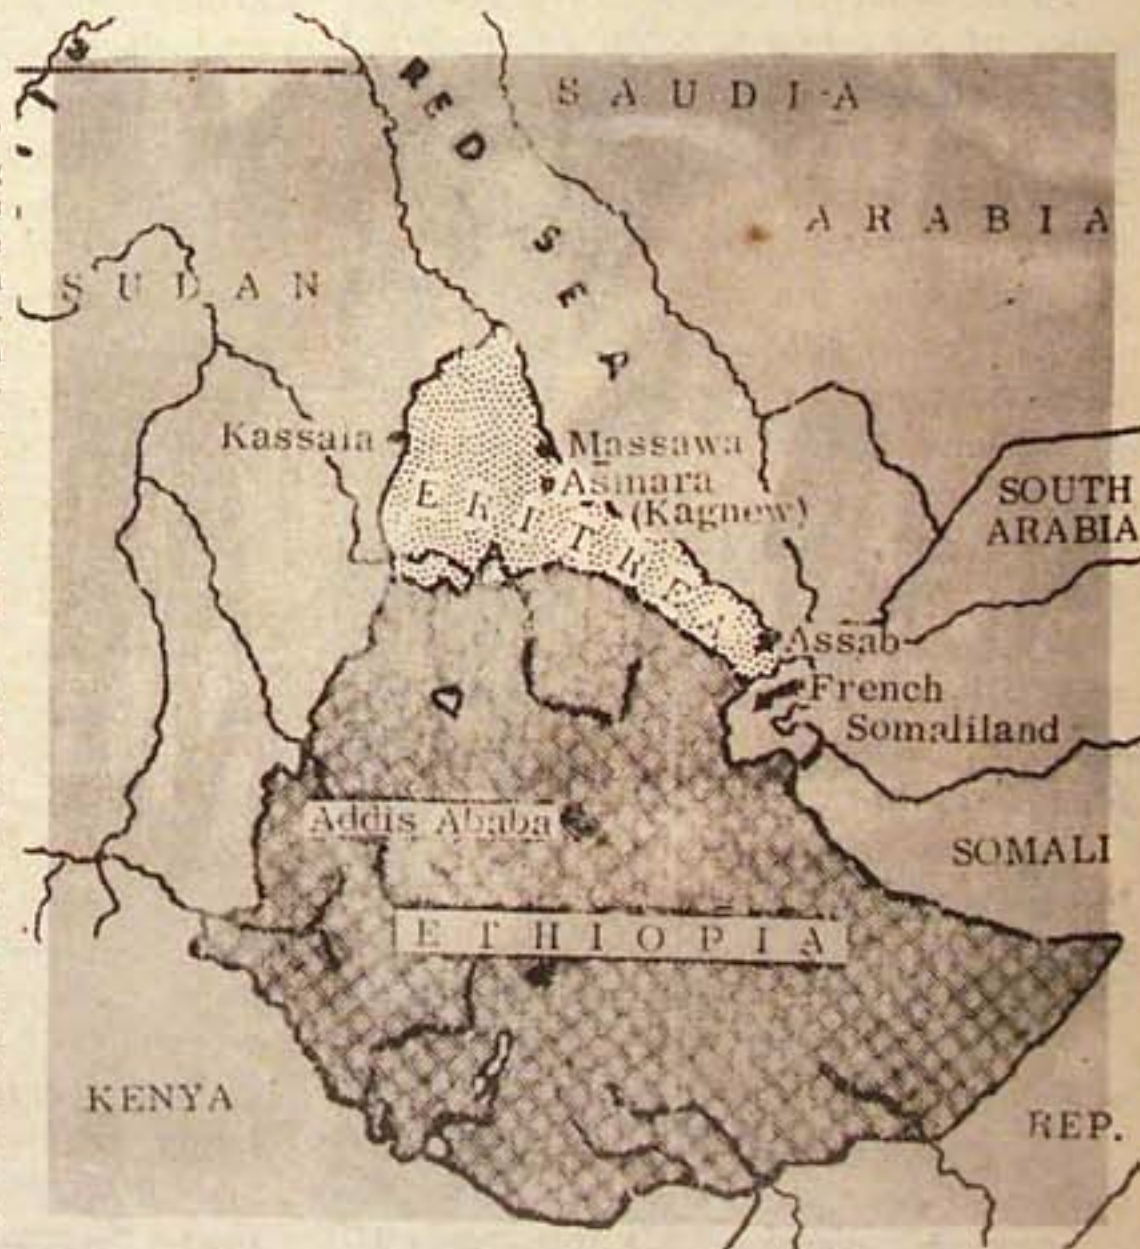 SAUDIA
RED
ARABIA
SEA
SUDAN
Kassala
Massawa
Asmara
(Kagnew)
ERITREA
SOUTH
ARABIA
Assab
French
Somaliland
Addis Ababa
SOMALI
ETHIOPIA
KENYA
REP.